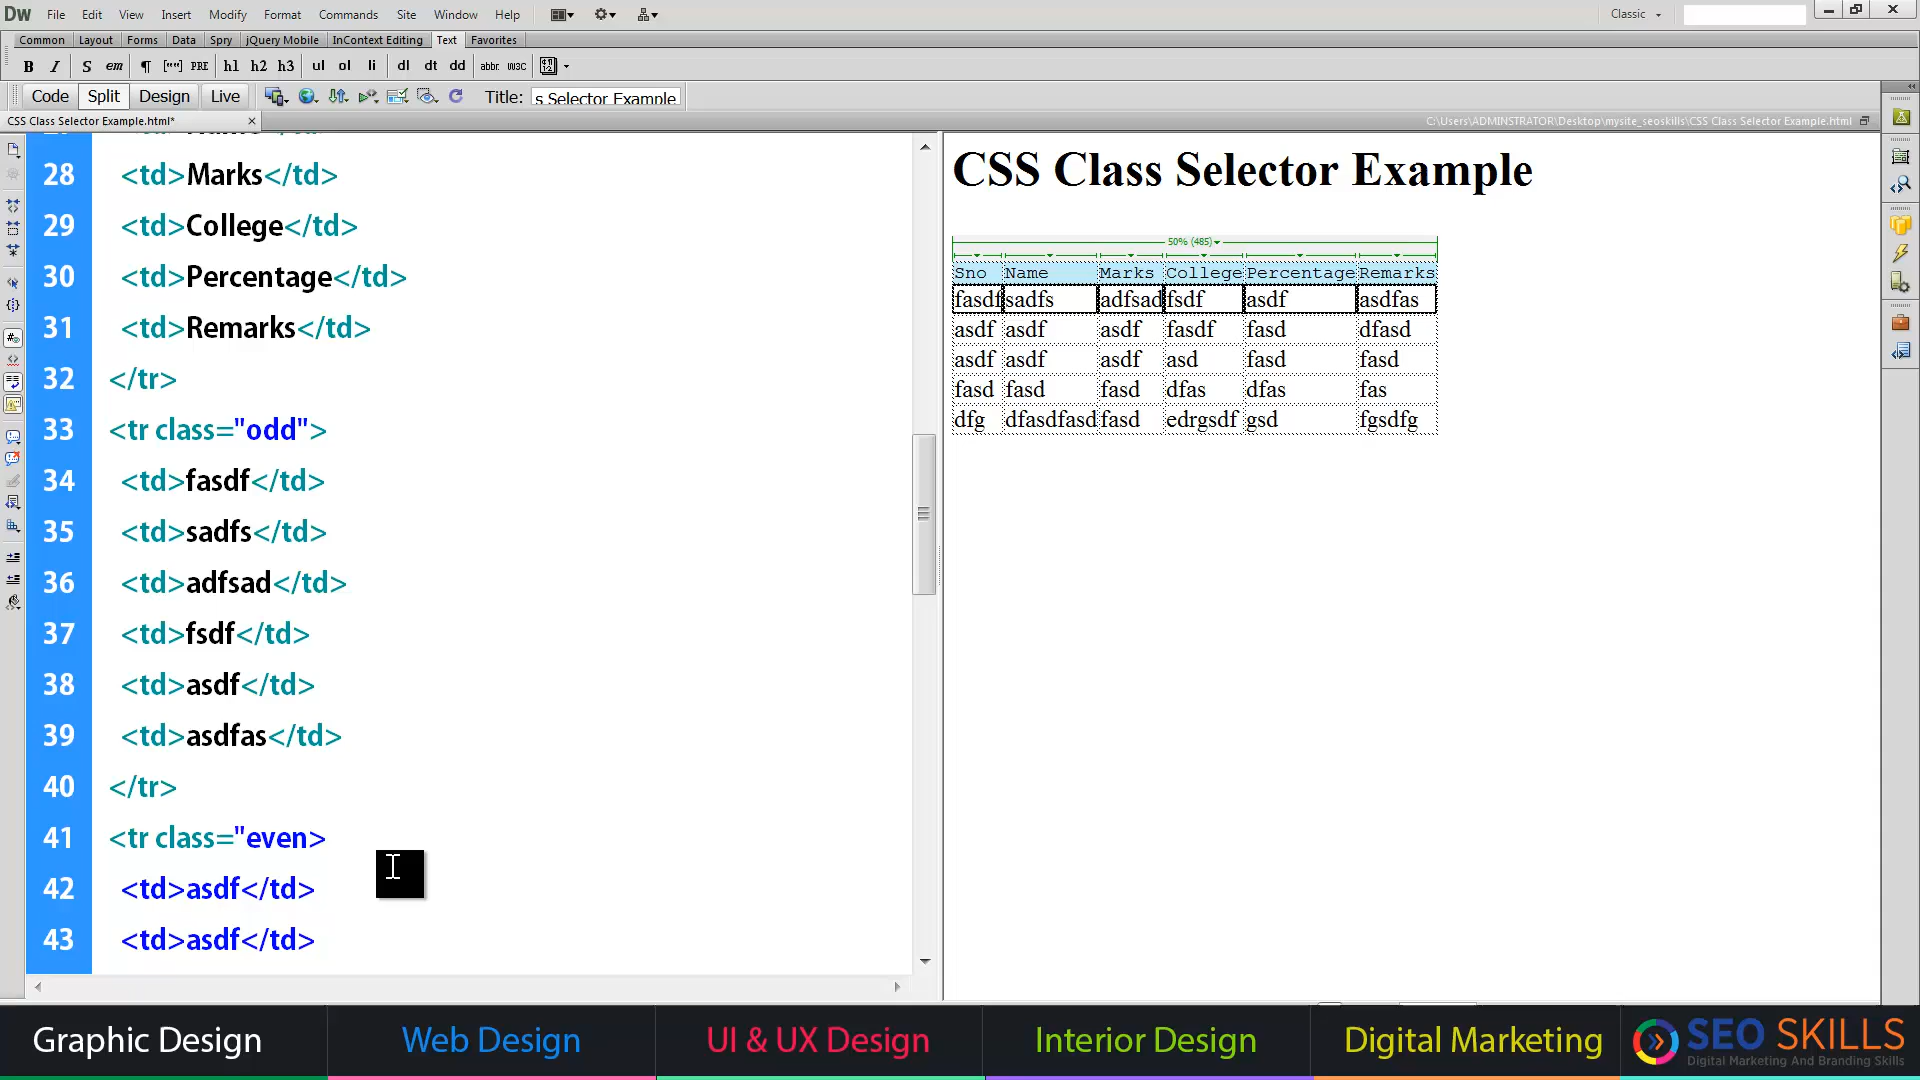 Dw File Edit View Insert Modify Format Commands Site Window Help Classic
Common Layout Forms Data Spry jQuery Mobile InContext Editing Text Favorites
B I S em ¶ [""] PRE h1 h2 h3 ul ol li dl dt dd abbr. W3C
Code Split Design Live Title: s Selector Example
CSS Class Selector Example.html* C:\Users\ADMINSTRATOR\Desktop\mysite_seoskills\CSS Class Selector Example.html
28 <td>Marks</td>
29 <td>College</td>
30 <td>Percentage</td>
31 <td>Remarks</td>
32 </tr>
33 <tr class="odd">
34 <td>fasdf</td>
35 <td>sadfs</td>
36 <td>adfsad</td>
37 <td>fsdf</td>
38 <td>asdf</td>
39 <td>asdfas</td>
40 </tr>
41 <tr class="even>
42 <td>asdf</td>
43 <td>asdf</td>
CSS Class Selector Example
50% (485)
Sno Name Marks College Percentage Remarks
fasdf sadfs adfsad fsdf asdf asdfas
asdf asdf asdf fasdf fasd dfasd
asdf asdf asdf asd fasd fasd
fasd fasd fasd dfas dfas fas
dfg dfasdfasd fasd edrgsdf gsd fgsdfg
Graphic Design Web Design UI & UX Design Interior Design Digital Marketing SEO SKILLS
Digital Marketing And Branding Skills